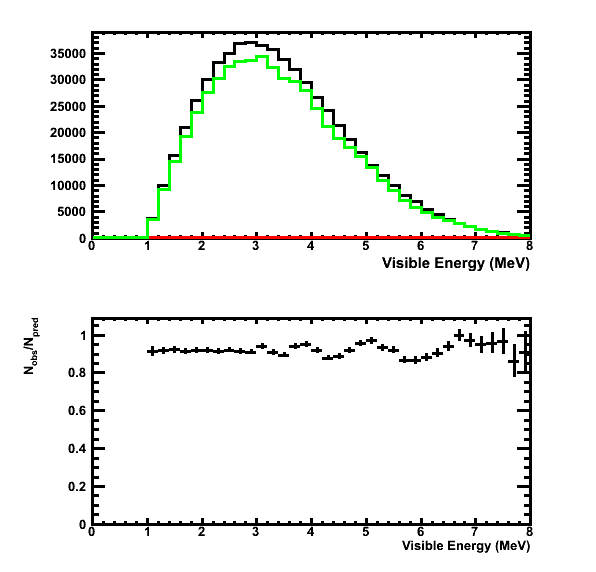 35000
30000
25000
20000
15000
10000
5000
0
0 1 2 3 4 5 6 7 8
Visible Energy (MeV)
Nobs/Npred
1
0.8
0.6
0.4
0.2
0
0 1 2 3 4 5 6 7 8
Visible Energy (MeV)